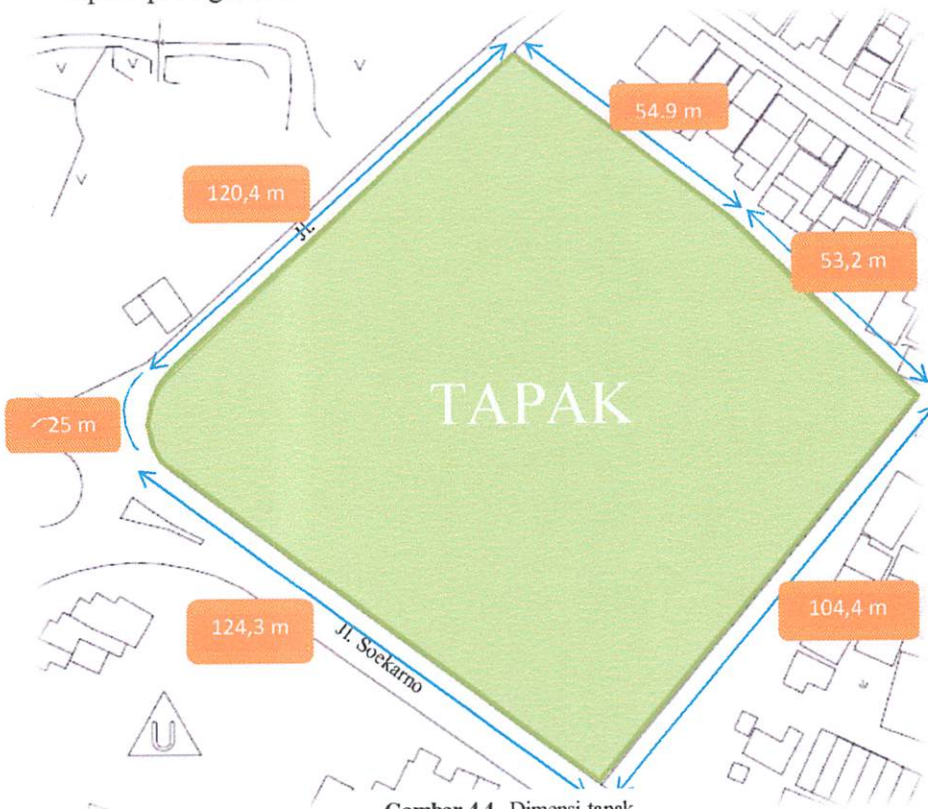 54.9 m
120,4 m
Jl.
53,2 m
TAPAK
25 m
104,4 m
124,3 m
Jl. Soekarno
U
Gambar 4.4. Dimensi tapak